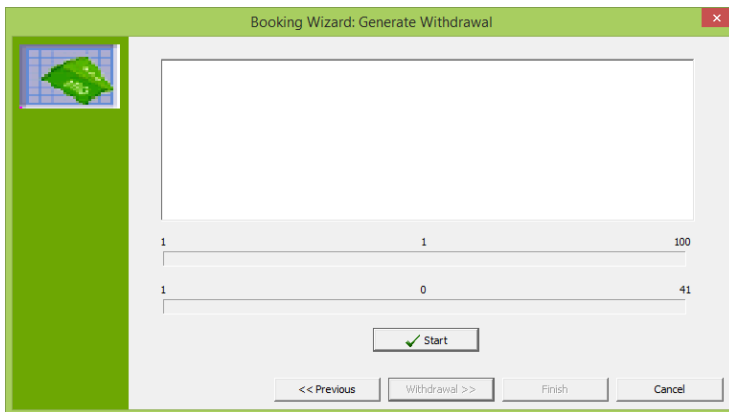 Booking Wizard: Generate Withdrawal
1 1 100
1 0 41
Start
<< Previous Withdrawal >> Finish Cancel